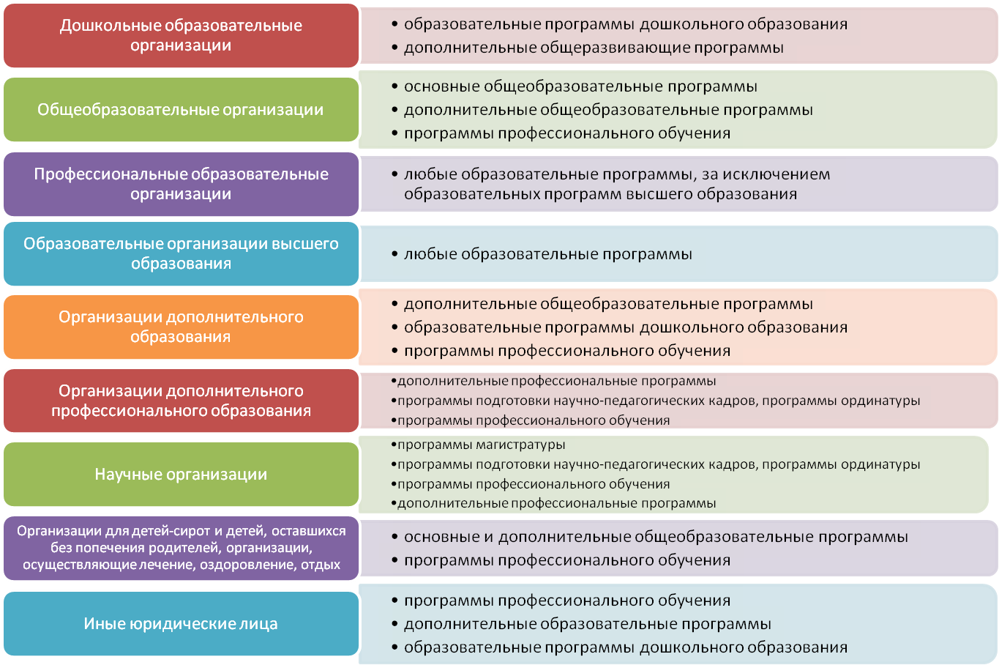 Дошкольные образовательные
организации
• образовательные программы дошкольного образования
• дополнительные общеразвивающие программы
Общеобразовательные организации
• основные общеобразовательные программы
• дополнительные общеобразовательные программы
• программы профессионального обучения
Профессиональные образовательные
организации
• любые образовательные программы, за исключением
образовательных программ высшего образования
Образовательные организации высшего
образования
• любые образовательные программы
Организации дополнительного
образования
• дополнительные общеобразовательные программы
• образовательные программы дошкольного образования
• программы профессионального обучения
Организации дополнительного
профессионального образования
•дополнительные профессиональные программы
•программы подготовки научно-педагогических кадров, программы ординатуры
•программы профессионального обучения
Научные организации
•программы магистратуры
•программы подготовки научно-педагогических кадров, программы ординатуры
•программы профессионального обучения
•дополнительные профессиональные программы
Организации для детей-сирот и детей, оставшихся
без попечения родителей, организации,
осуществляющие лечение, оздоровление, отдых
• основные и дополнительные общеобразовательные программы
• программы профессионального обучения
Иные юридические лица
• программы профессионального обучения
• дополнительные образовательные программы
• образовательные программы дошкольного образования